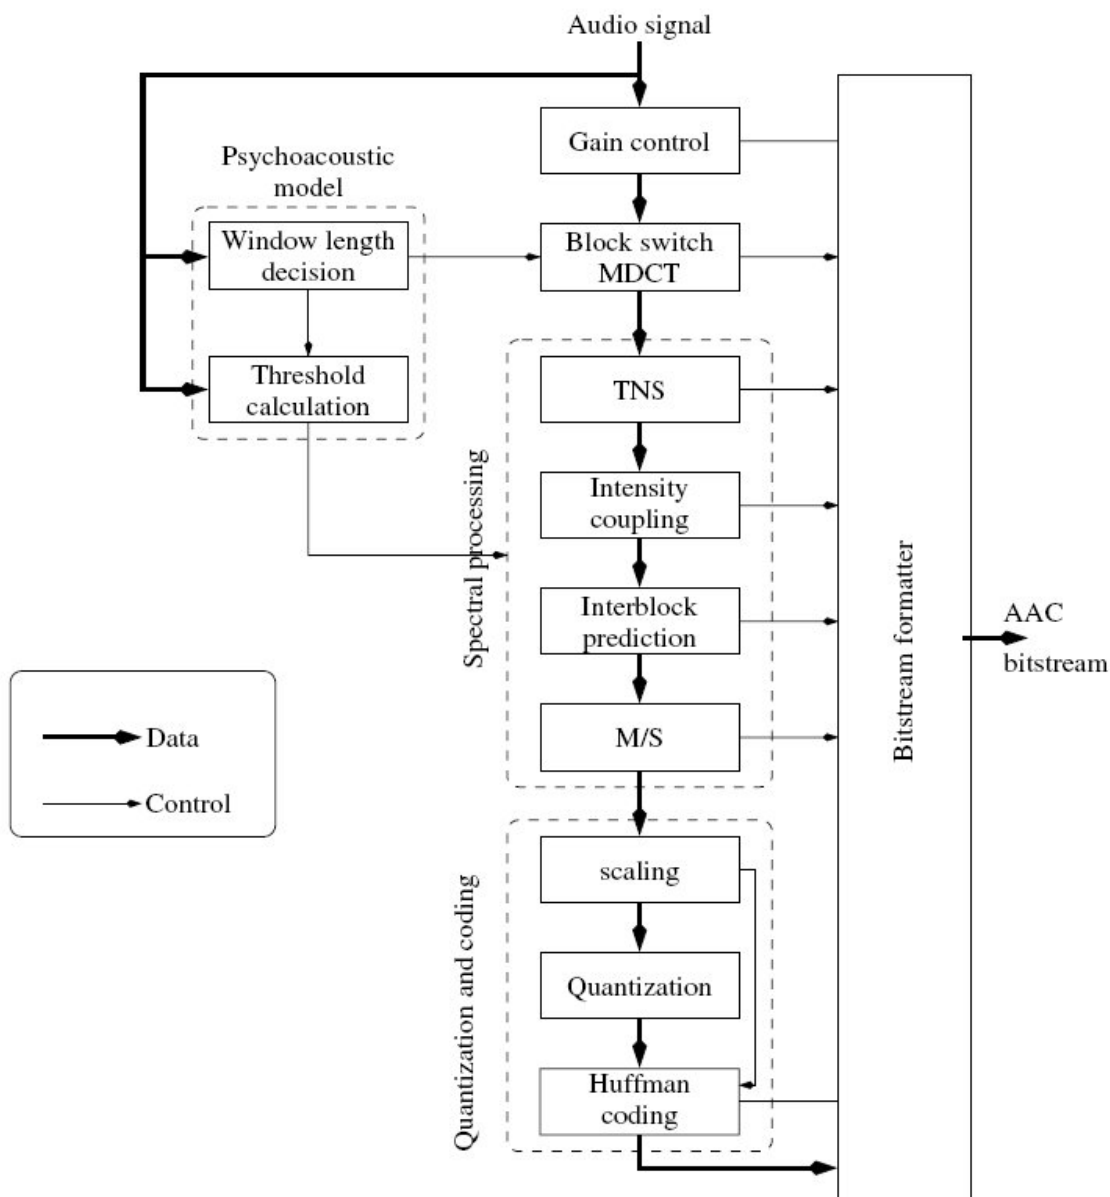 Audio signal
Gain control
Psychoacoustic
model
Window length
decision
Block switch
MDCT
Threshold
calculation
TNS
Intensity
coupling
Interblock
prediction
M/S
Spectral processing
scaling
Quantization
Huffman
coding
Quantization and coding
Bitstream formatter
AAC
bitstream
Data
Control